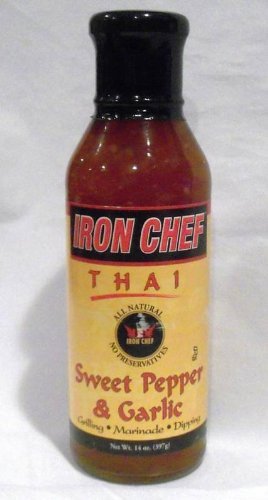 IRON CHEF
THAI
ALL NATURAL
IRON CHEF
NO PRESERVATIVES
Sweet Pepper
& Garlic
Grilling • Marinade • Dipping
Net Wt. 14 oz. (397g)